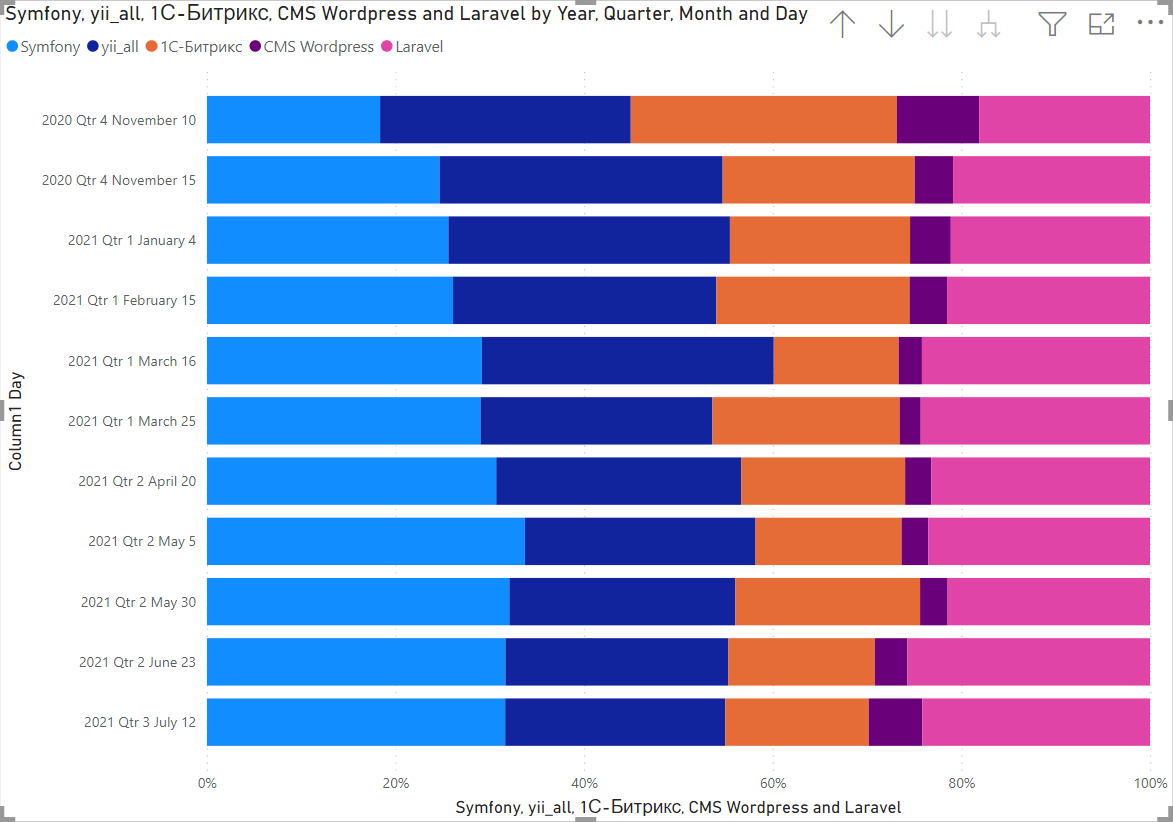 Symfony, yii_all, 1С-Битрикс, CMS Wordpress and Laravel by Year, Quarter, Month and Day
Symfony yii_all 1С-Битрикс CMS Wordpress Laravel
2020 Qtr 4 November 10
2020 Qtr 4 November 15
2021 Qtr 1 January 4
2021 Qtr 1 February 15
2021 Qtr 1 March 16
2021 Qtr 1 March 25
2021 Qtr 2 April 20
2021 Qtr 2 May 5
2021 Qtr 2 May 30
2021 Qtr 2 June 23
2021 Qtr 3 July 12
Column1 Day
0% 20% 40% 60% 80% 100%
Symfony, yii_all, 1С-Битрикс, CMS Wordpress and Laravel